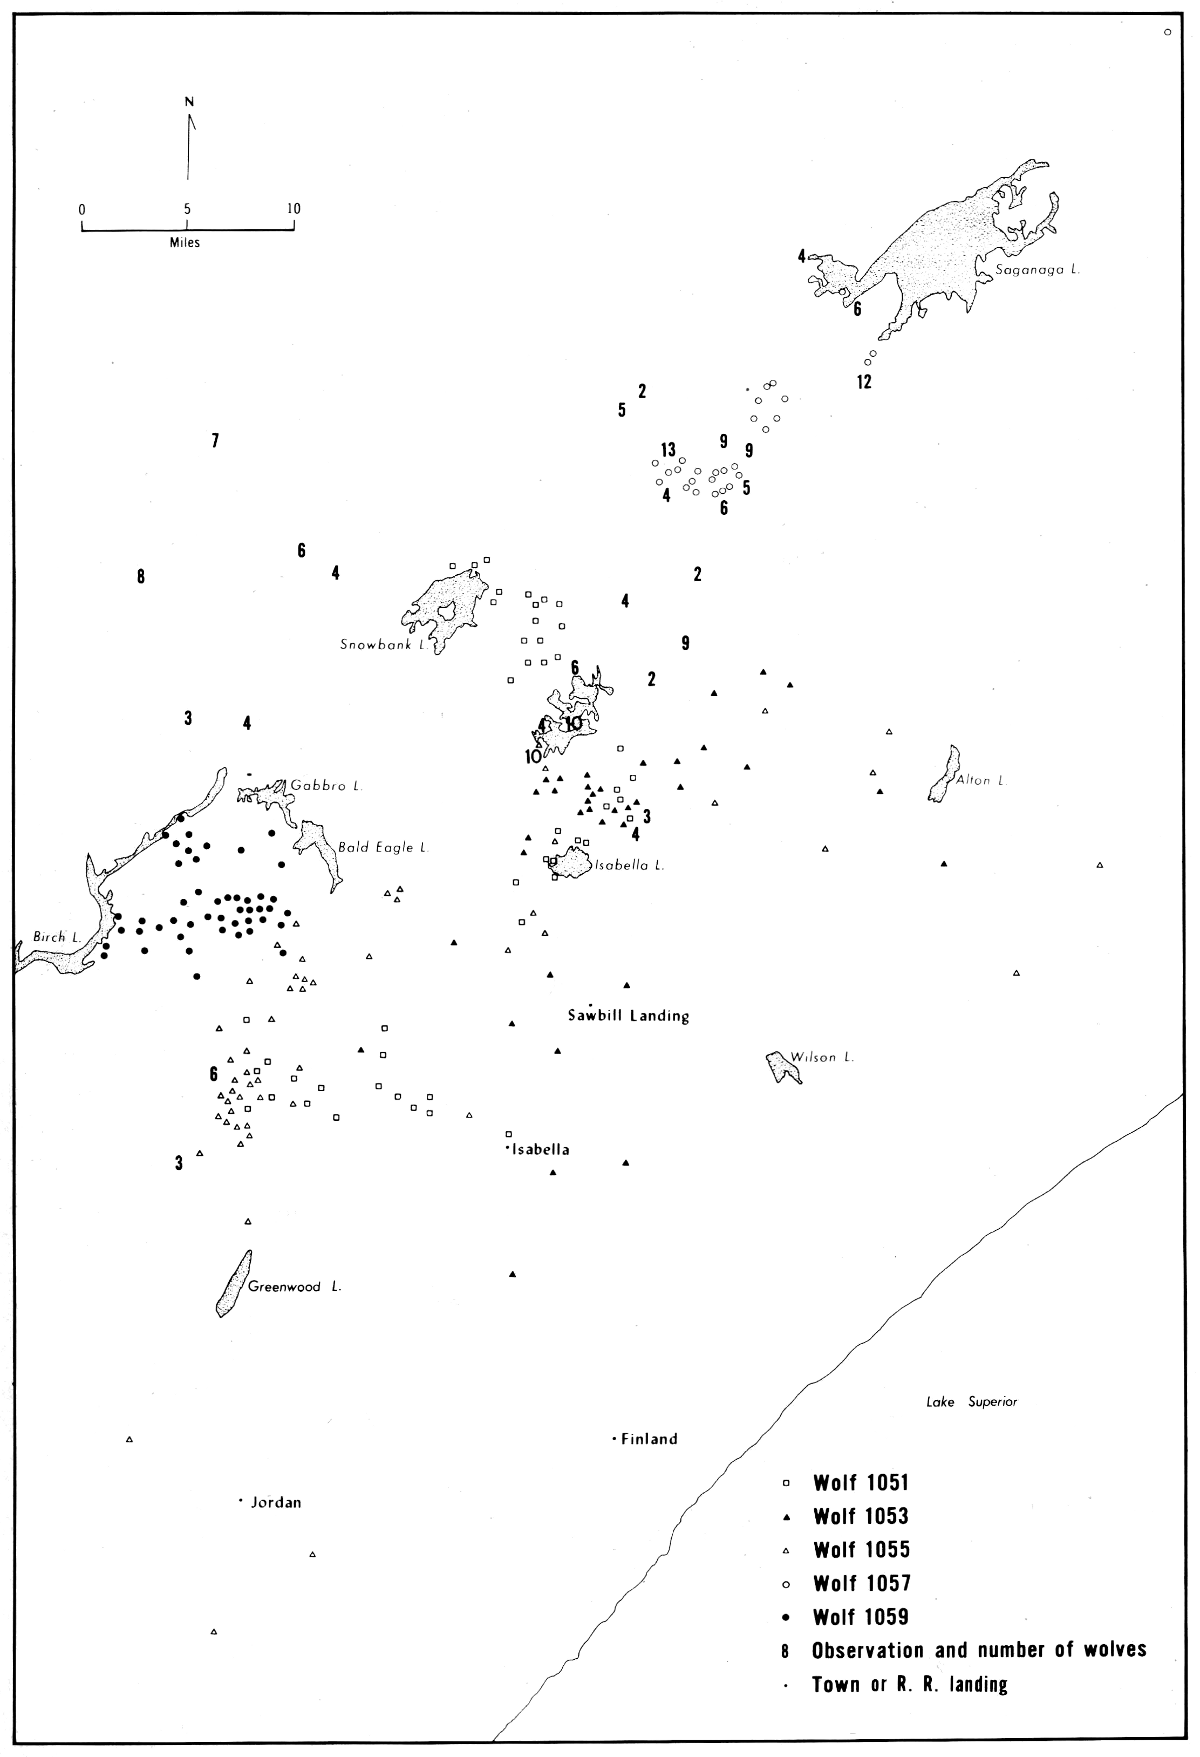 N
0 5 10
Miles
4
Saganaga L.
6
12
2
5
7
13
9
9
4
5
6
6
8
4
2
4
Snowbank L.
9
6
2
3
4
4
10
10
Gabbro L.
Alton L.
3
4
Bald Eagle L.
Isabella L.
Birch L.
Sawbill Landing
Wilson L.
6
Isabella
3
Greenwood L.
Lake Superior
Finland
Jordan
Wolf 1051
Wolf 1053
Wolf 1055
Wolf 1057
Wolf 1059
8 Observation and number of wolves
Town or R. R. landing